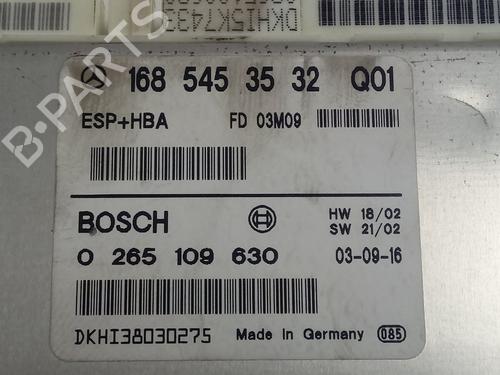 DKHI5K7433
168 545 35 32 Q01
ESP+HBA FD 03M09
BOSCH HW 18/02
SW 21/02
0 265 109 630 03-09-16
DKHI38030275 Made in Germany 085
B-Parts